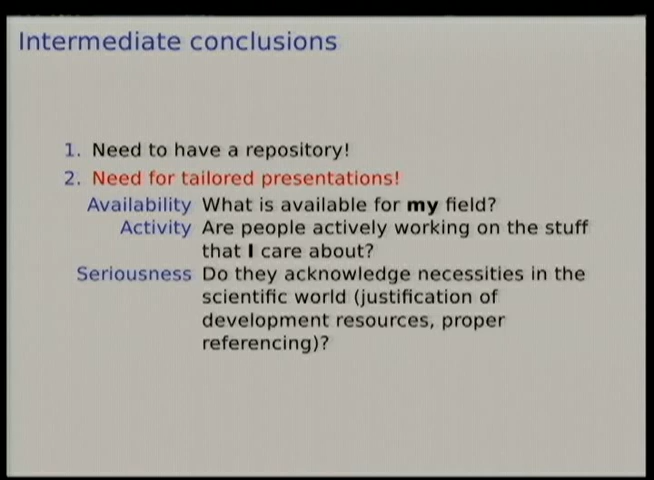 Intermediate conclusions
1. Need to have a repository!
2. Need for tailored presentations!
Availability What is available for my field?
Activity Are people actively working on the stuff
that I care about?
Seriousness Do they acknowledge necessities in the
scientific world (justification of
development resources, proper
referencing)?